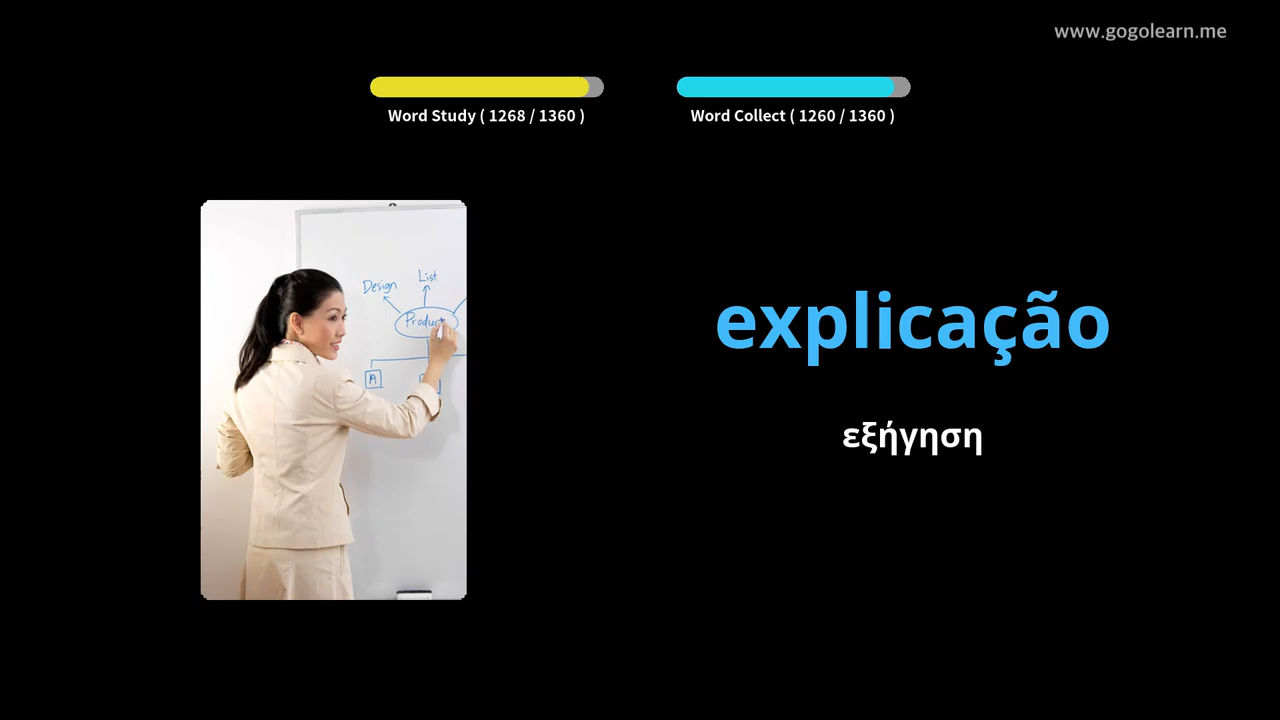 www.gogolearn.me
Word Study ( 1268 / 1360 )
Word Collect ( 1260 / 1360 )
Design
List
Product
A
explicação
εξήγηση